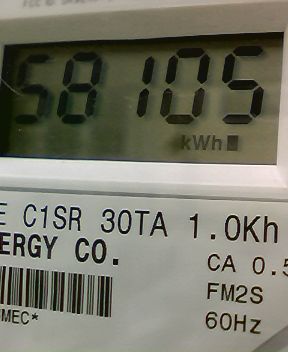 58105
kWh
E C1SR 30TA 1.0Kh
ERGY CO.
CA 0.5
FM2S
MEC*
60Hz